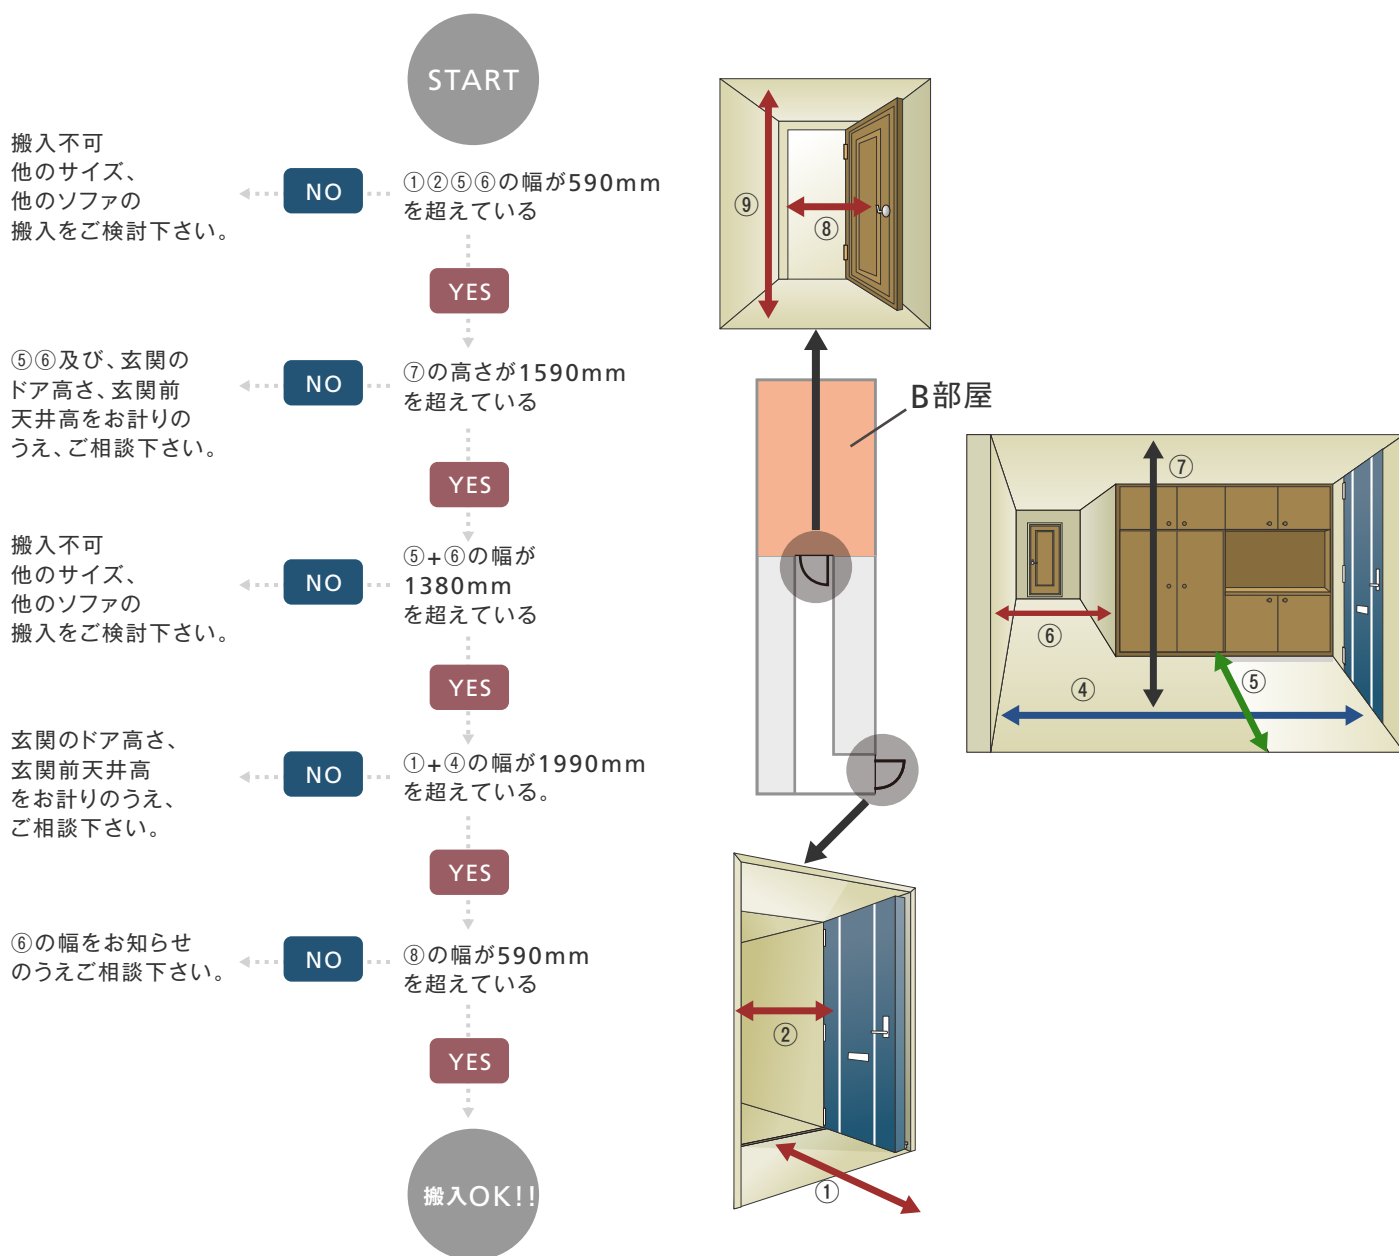 START
①②⑤⑥の幅が590mm
を超えている
NO
搬入不可
他のサイズ、
他のソファの
搬入をご検討下さい。
YES
⑦の高さが1590mm
を超えている
NO
⑤⑥及び、玄関の
ドア高さ、玄関前
天井高をお計りの
うえ、ご相談下さい。
YES
⑤+⑥の幅が
1380mm
を超えている
NO
搬入不可
他のサイズ、
他のソファの
搬入をご検討下さい。
YES
①+④の幅が1990mm
を超えている。
NO
玄関のドア高さ、
玄関前天井高
をお計りのうえ、
ご相談下さい。
YES
⑧の幅が590mm
を超えている
NO
⑥の幅をお知らせ
のうえご相談下さい。
YES
搬入OK!!
⑨
⑧
B部屋
⑦
⑥
④
⑤
②
①